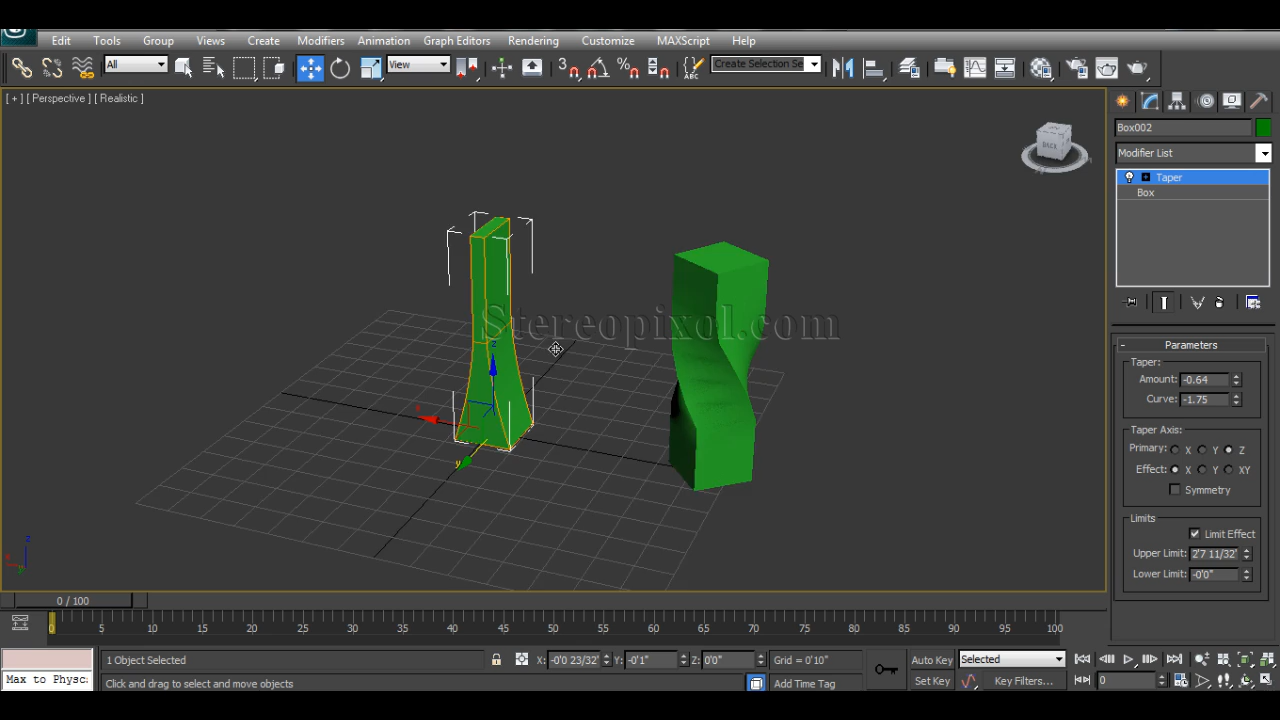 Edit Tools Group Views Create Modifiers Animation Graph Editors Rendering Customize MAXScript Help
All View 3 % ABC Create Selection Se
[ + ] [ Perspective ] [ Realistic ]
BACK
Box002
Modifier List
Taper
Box
Stereopixol.com
x
y
z
Parameters
Taper:
Amount: -0.64
Curve: -1.75
Taper Axis:
Primary: X Y Z
Effect: X Y XY
Symmetry
Limits
Limit Effect
Upper Limit: 2'7 11/32"
Lower Limit: -0'0"
z
x
y
0 / 100
0 5 10 15 20 25 30 35 40 45 50 55 60 65 70 75 80 85 90 95 100
1 Object Selected X: -0'0 23/32" Y: -0'1" Z: 0'0" Grid = 0'10" Auto Key Selected
Max to Physc: Click and drag to select and move objects Add Time Tag Set Key Key Filters... 0